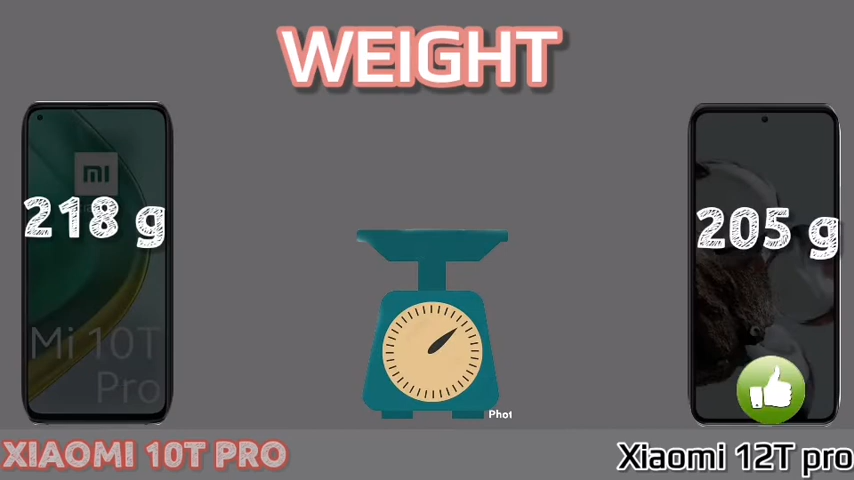 WEIGHT
mi
218 g
205 g
Mi 10T
Pro
Phot
XIAOMI 10T PRO
Xiaomi 12T pro